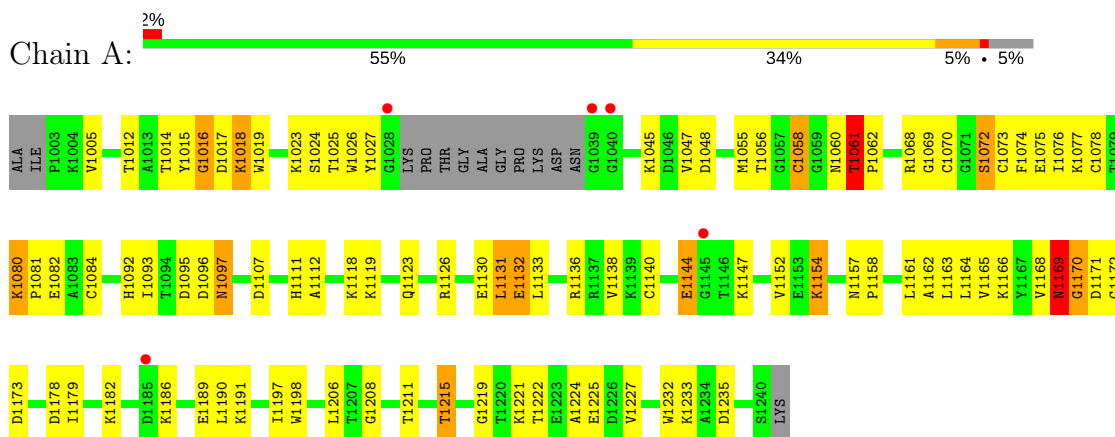 2%
Chain A:
55% 34% 5% • 5%
ALA ILE P1003 K1004 V1005 T1012 A1013 T1014 Y1015 G1016 D1017 K1018 W1019 K1023 S1024 T1025 W1026 Y1027 G1028 LYS PRO THR GLY ALA GLY PRO LYS ASP ASN G1039 G1040 K1045 D1046 V1047 D1048 M1055 T1056 G1057 C1058 G1059 N1060 T1061 P1062 R1068 G1069 C1070 G1071 S1072 C1073 F1074 E1075 I1076 K1077 C1078 T1079
K1080 P1081 E1082 A1083 C1084 H1092 I1093 T1094 D1095 D1096 N1097 D1107 H1111 A1112 K1118 K1119 Q1123 R1126 E1130 L1131 E1132 L1133 R1136 R1137 V1138 K1139 C1140 E1144 G1145 T1146 K1147 V1152 E1153 K1154 N1157 P1158 L1161 A1162 L1163 L1164 V1165 K1166 Y1167 V1168 N1169 G1170 D1171 G1172
D1173 D1178 I1179 K1182 D1185 K1186 E1189 L1190 K1191 I1197 W1198 L1206 T1207 G1208 T1211 T1215 G1219 T1220 K1221 T1222 E1223 A1224 E1225 D1226 V1227 W1232 K1233 A1234 D1235 S1240 LYS